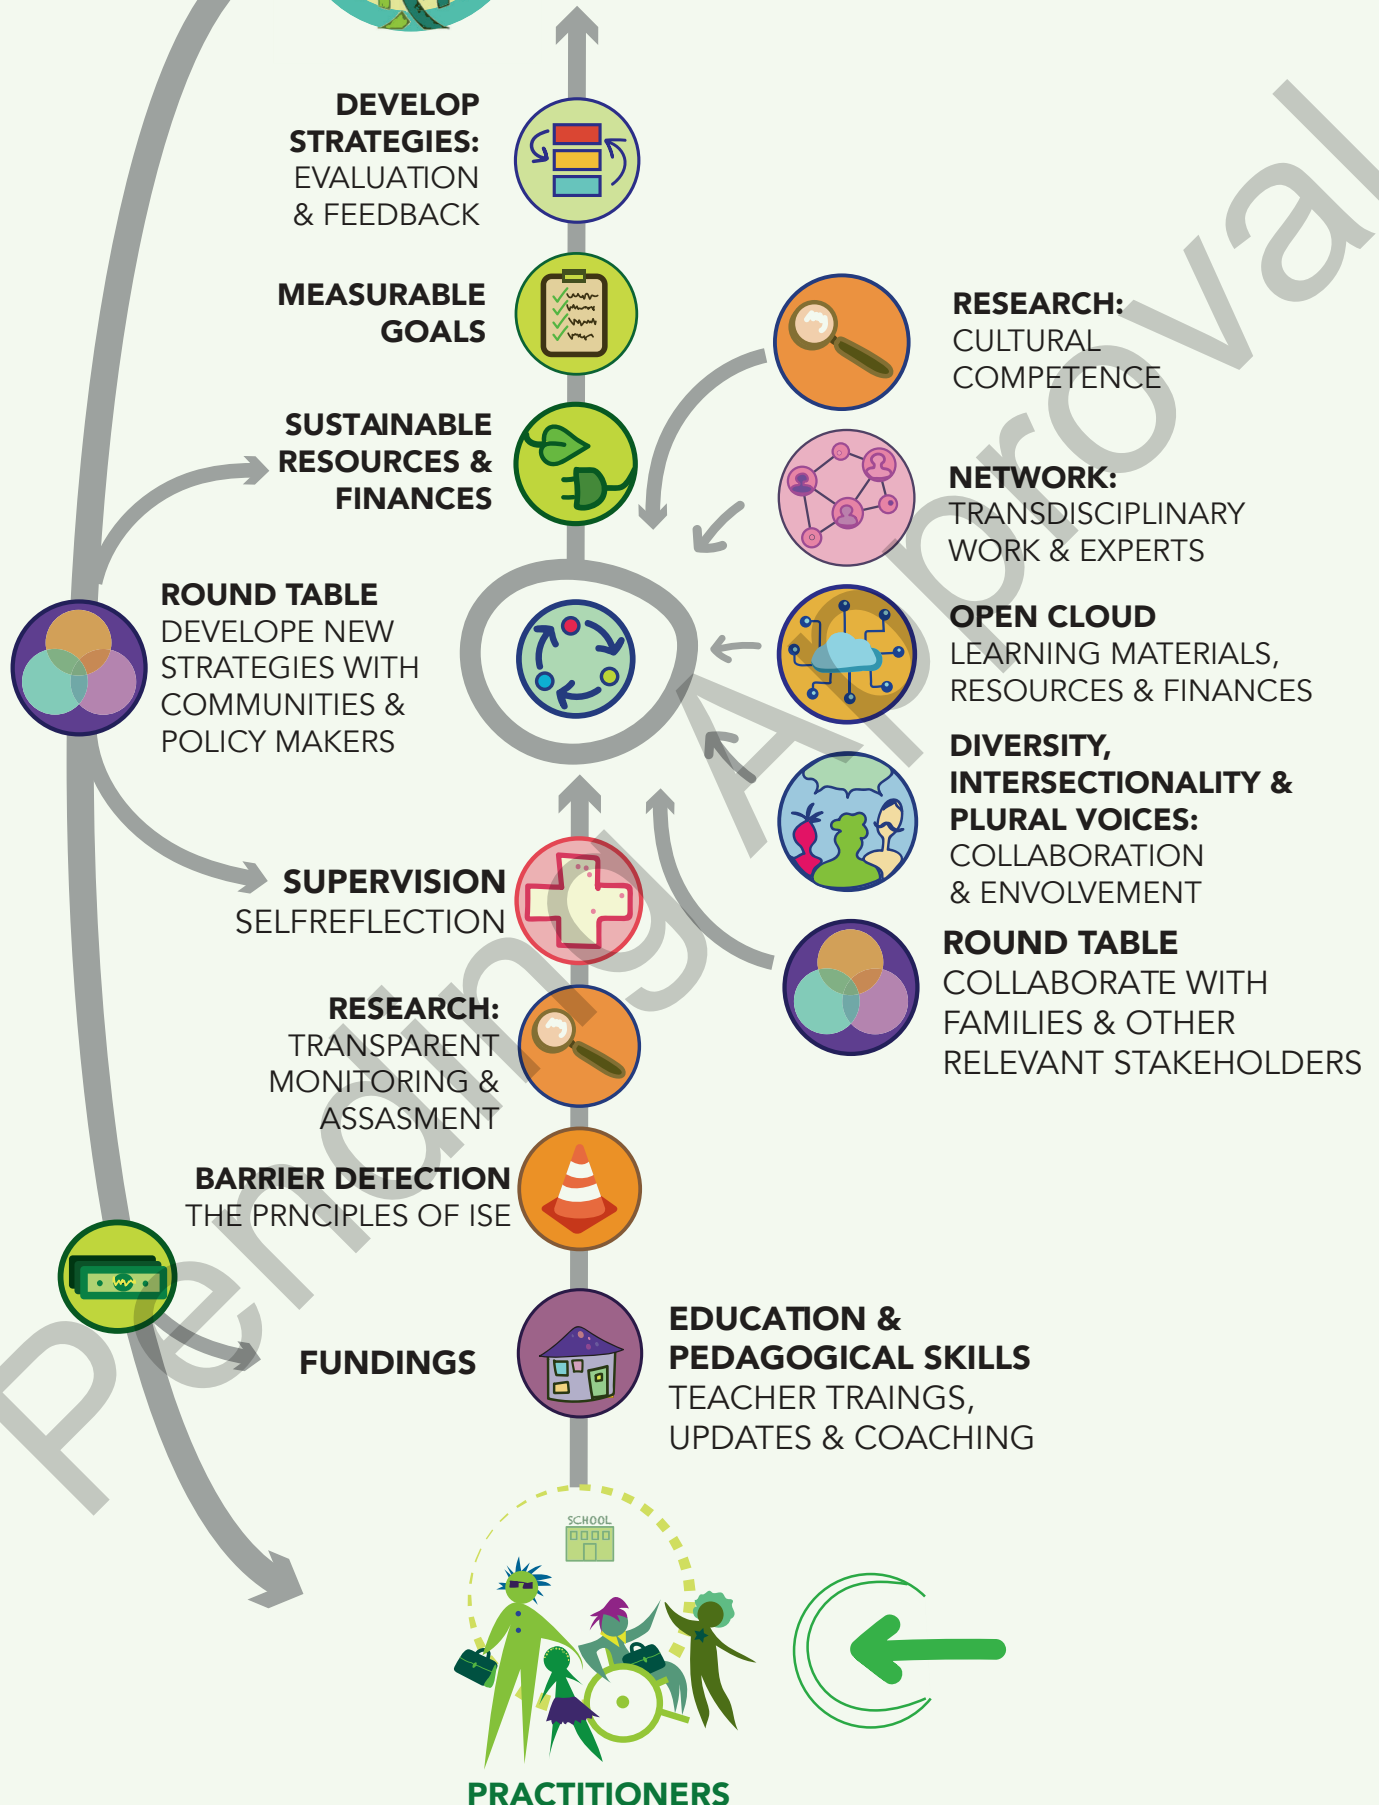 DEVELOP
STRATEGIES:
EVALUATION
& FEEDBACK
MEASURABLE
GOALS
SUSTAINABLE
RESOURCES &
FINANCES
RESEARCH:
CULTURAL
COMPETENCE
NETWORK:
TRANSDISCIPLINARY
WORK & EXPERTS
ROUND TABLE
DEVELOPE NEW
STRATEGIES WITH
COMMUNITIES &
POLICY MAKERS
OPEN CLOUD
LEARNING MATERIALS,
RESOURCES & FINANCES
DIVERSITY,
INTERSECTIONALITY &
PLURAL VOICES:
COLLABORATION
& ENVOLVEMENT
SUPERVISION
SELFREFLECTION
ROUND TABLE
COLLABORATE WITH
FAMILIES & OTHER
RELEVANT STAKEHOLDERS
RESEARCH:
TRANSPARENT
MONITORING &
ASSASMENT
BARRIER DETECTION
THE PRNCIPLES OF ISE
FUNDINGS
EDUCATION &
PEDAGOGICAL SKILLS
TEACHER TRAINGS,
UPDATES & COACHING
SCHOOL
PRACTITIONERS
Pending Approval